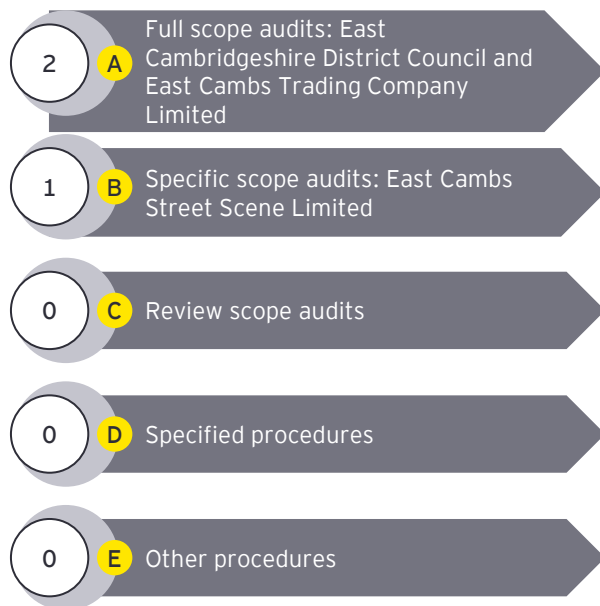 2
A
Full scope audits: East
Cambridgeshire District Council and
East Cambs Trading Company
Limited
1
B
Specific scope audits: East Cambs
Street Scene Limited
0
C
Review scope audits
0
D
Specified procedures
0
E
Other procedures